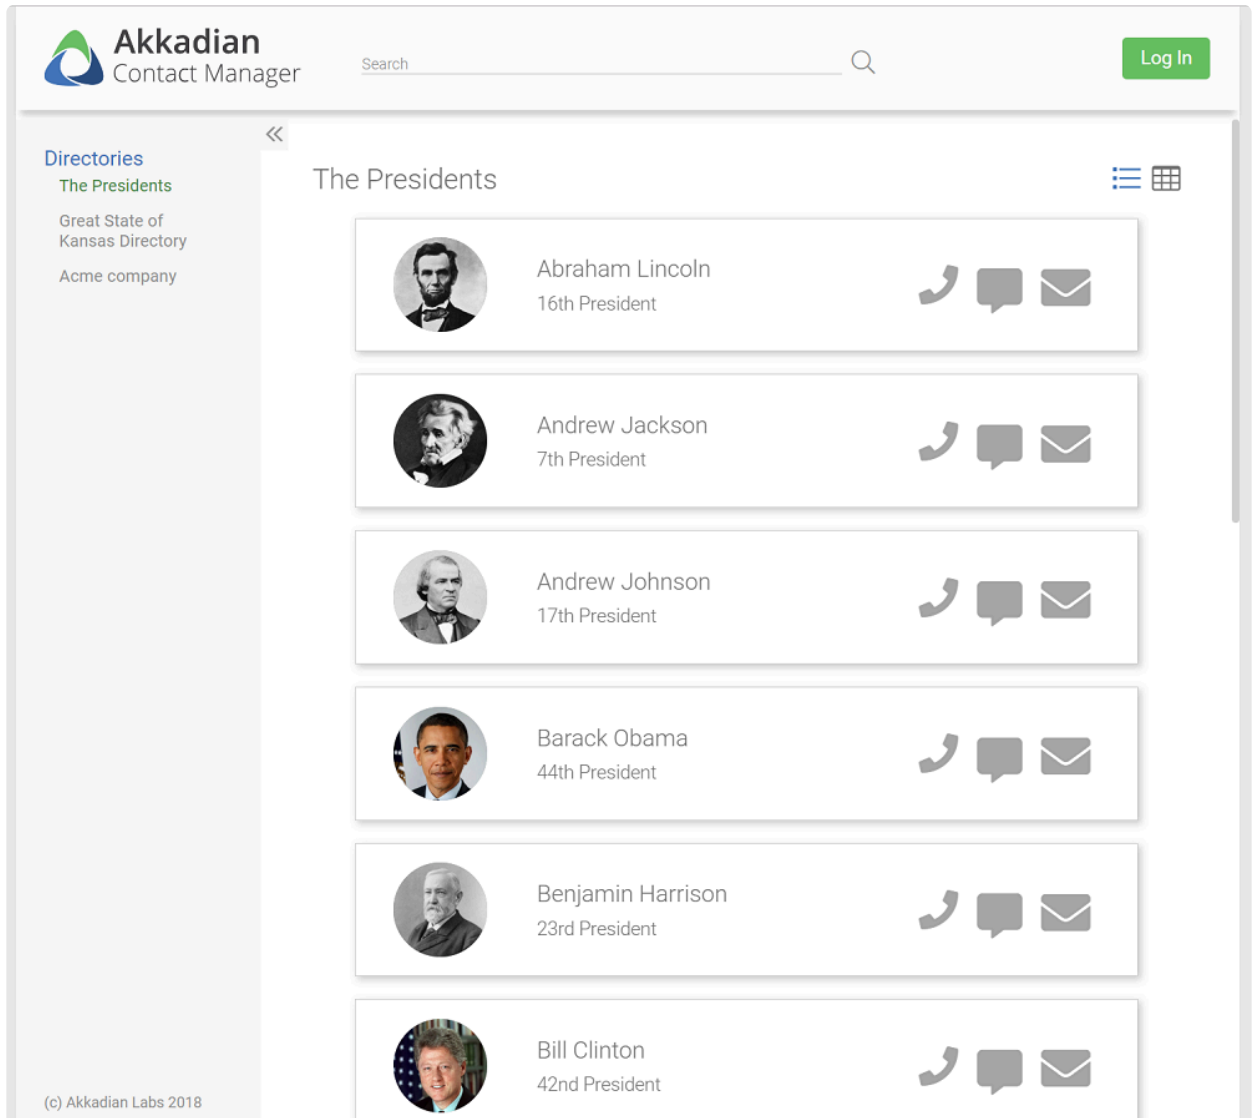 Akkadian
Contact Manager
Search
Log In
Directories
The Presidents
Great State of
Kansas Directory
Acme company
The Presidents
Abraham Lincoln
16th President
Andrew Jackson
7th President
Andrew Johnson
17th President
Barack Obama
44th President
Benjamin Harrison
23rd President
Bill Clinton
42nd President
(c) Akkadian Labs 2018